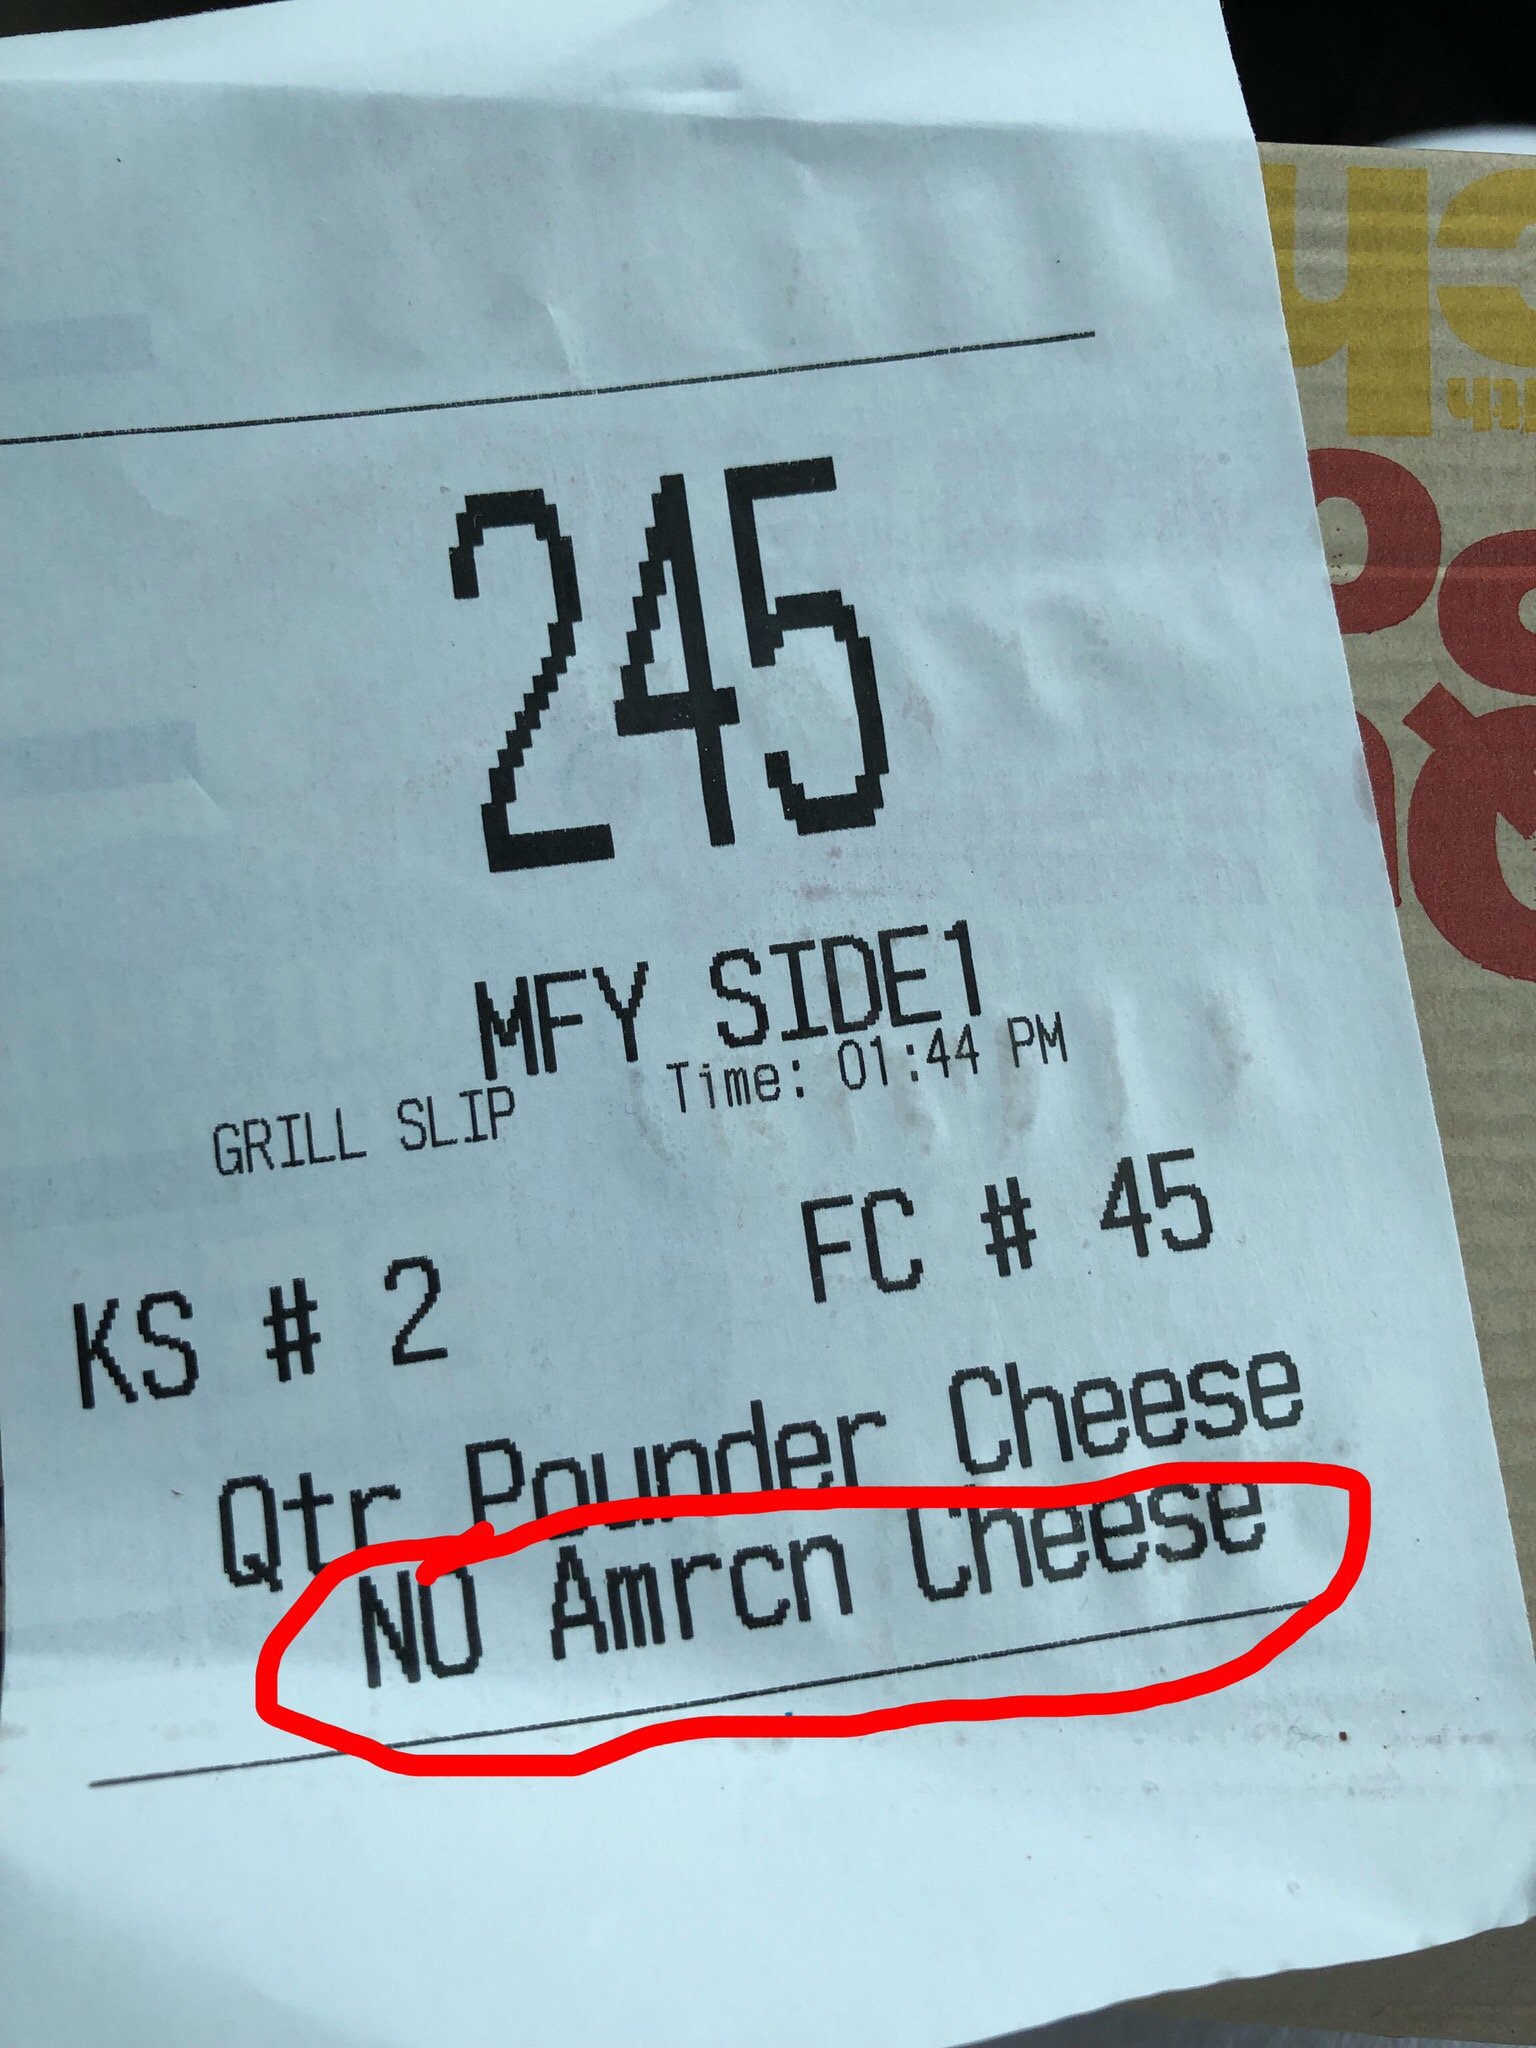 245
MFY SIDE1
GRILL SLIP Time: 01:44 PM
KS # 2 FC # 45
Qtr Pounder Cheese
NO Amrcn Cheese